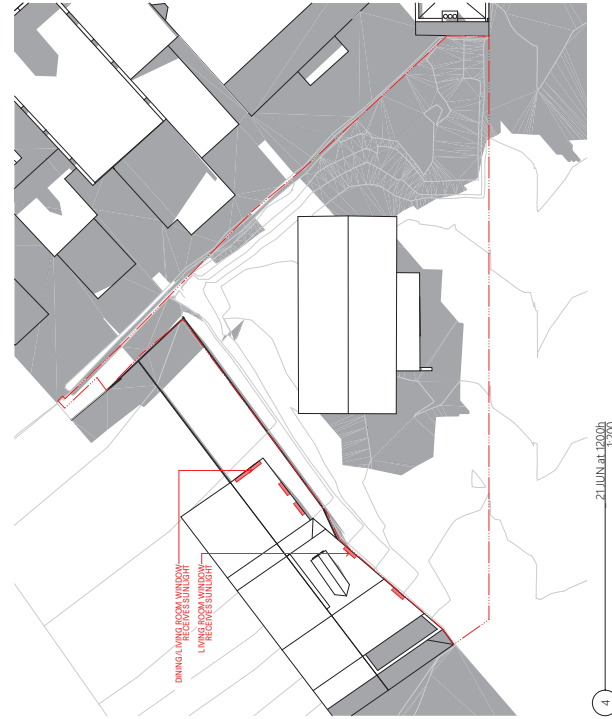 DINING/LIVING ROOM WINDOW
RECEIVES SUNLIGHT
LIVING ROOM WINDOW
RECEIVES SUNLIGHT
4
21 JUN at 1200h
1:200